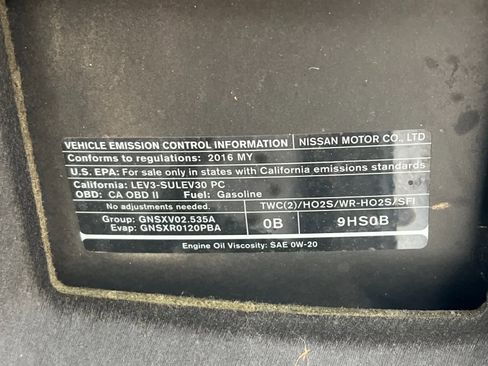 VEHICLE EMISSION CONTROL INFORMATION NISSAN MOTOR CO., LTD
Conforms to regulations: 2016 MY
U.S. EPA: For sale only in states with California emissions standards
California: LEV3-SULEV30 PC
OBD: CA OBD II Fuel: Gasoline
No adjustments needed. TWC(2)/HO2S/WR-HO2S/SFI
Group: GNSXV02.535A
Evap: GNSXR0120PBA
0B 9HS0B
Engine Oil Viscosity: SAE 0W-20